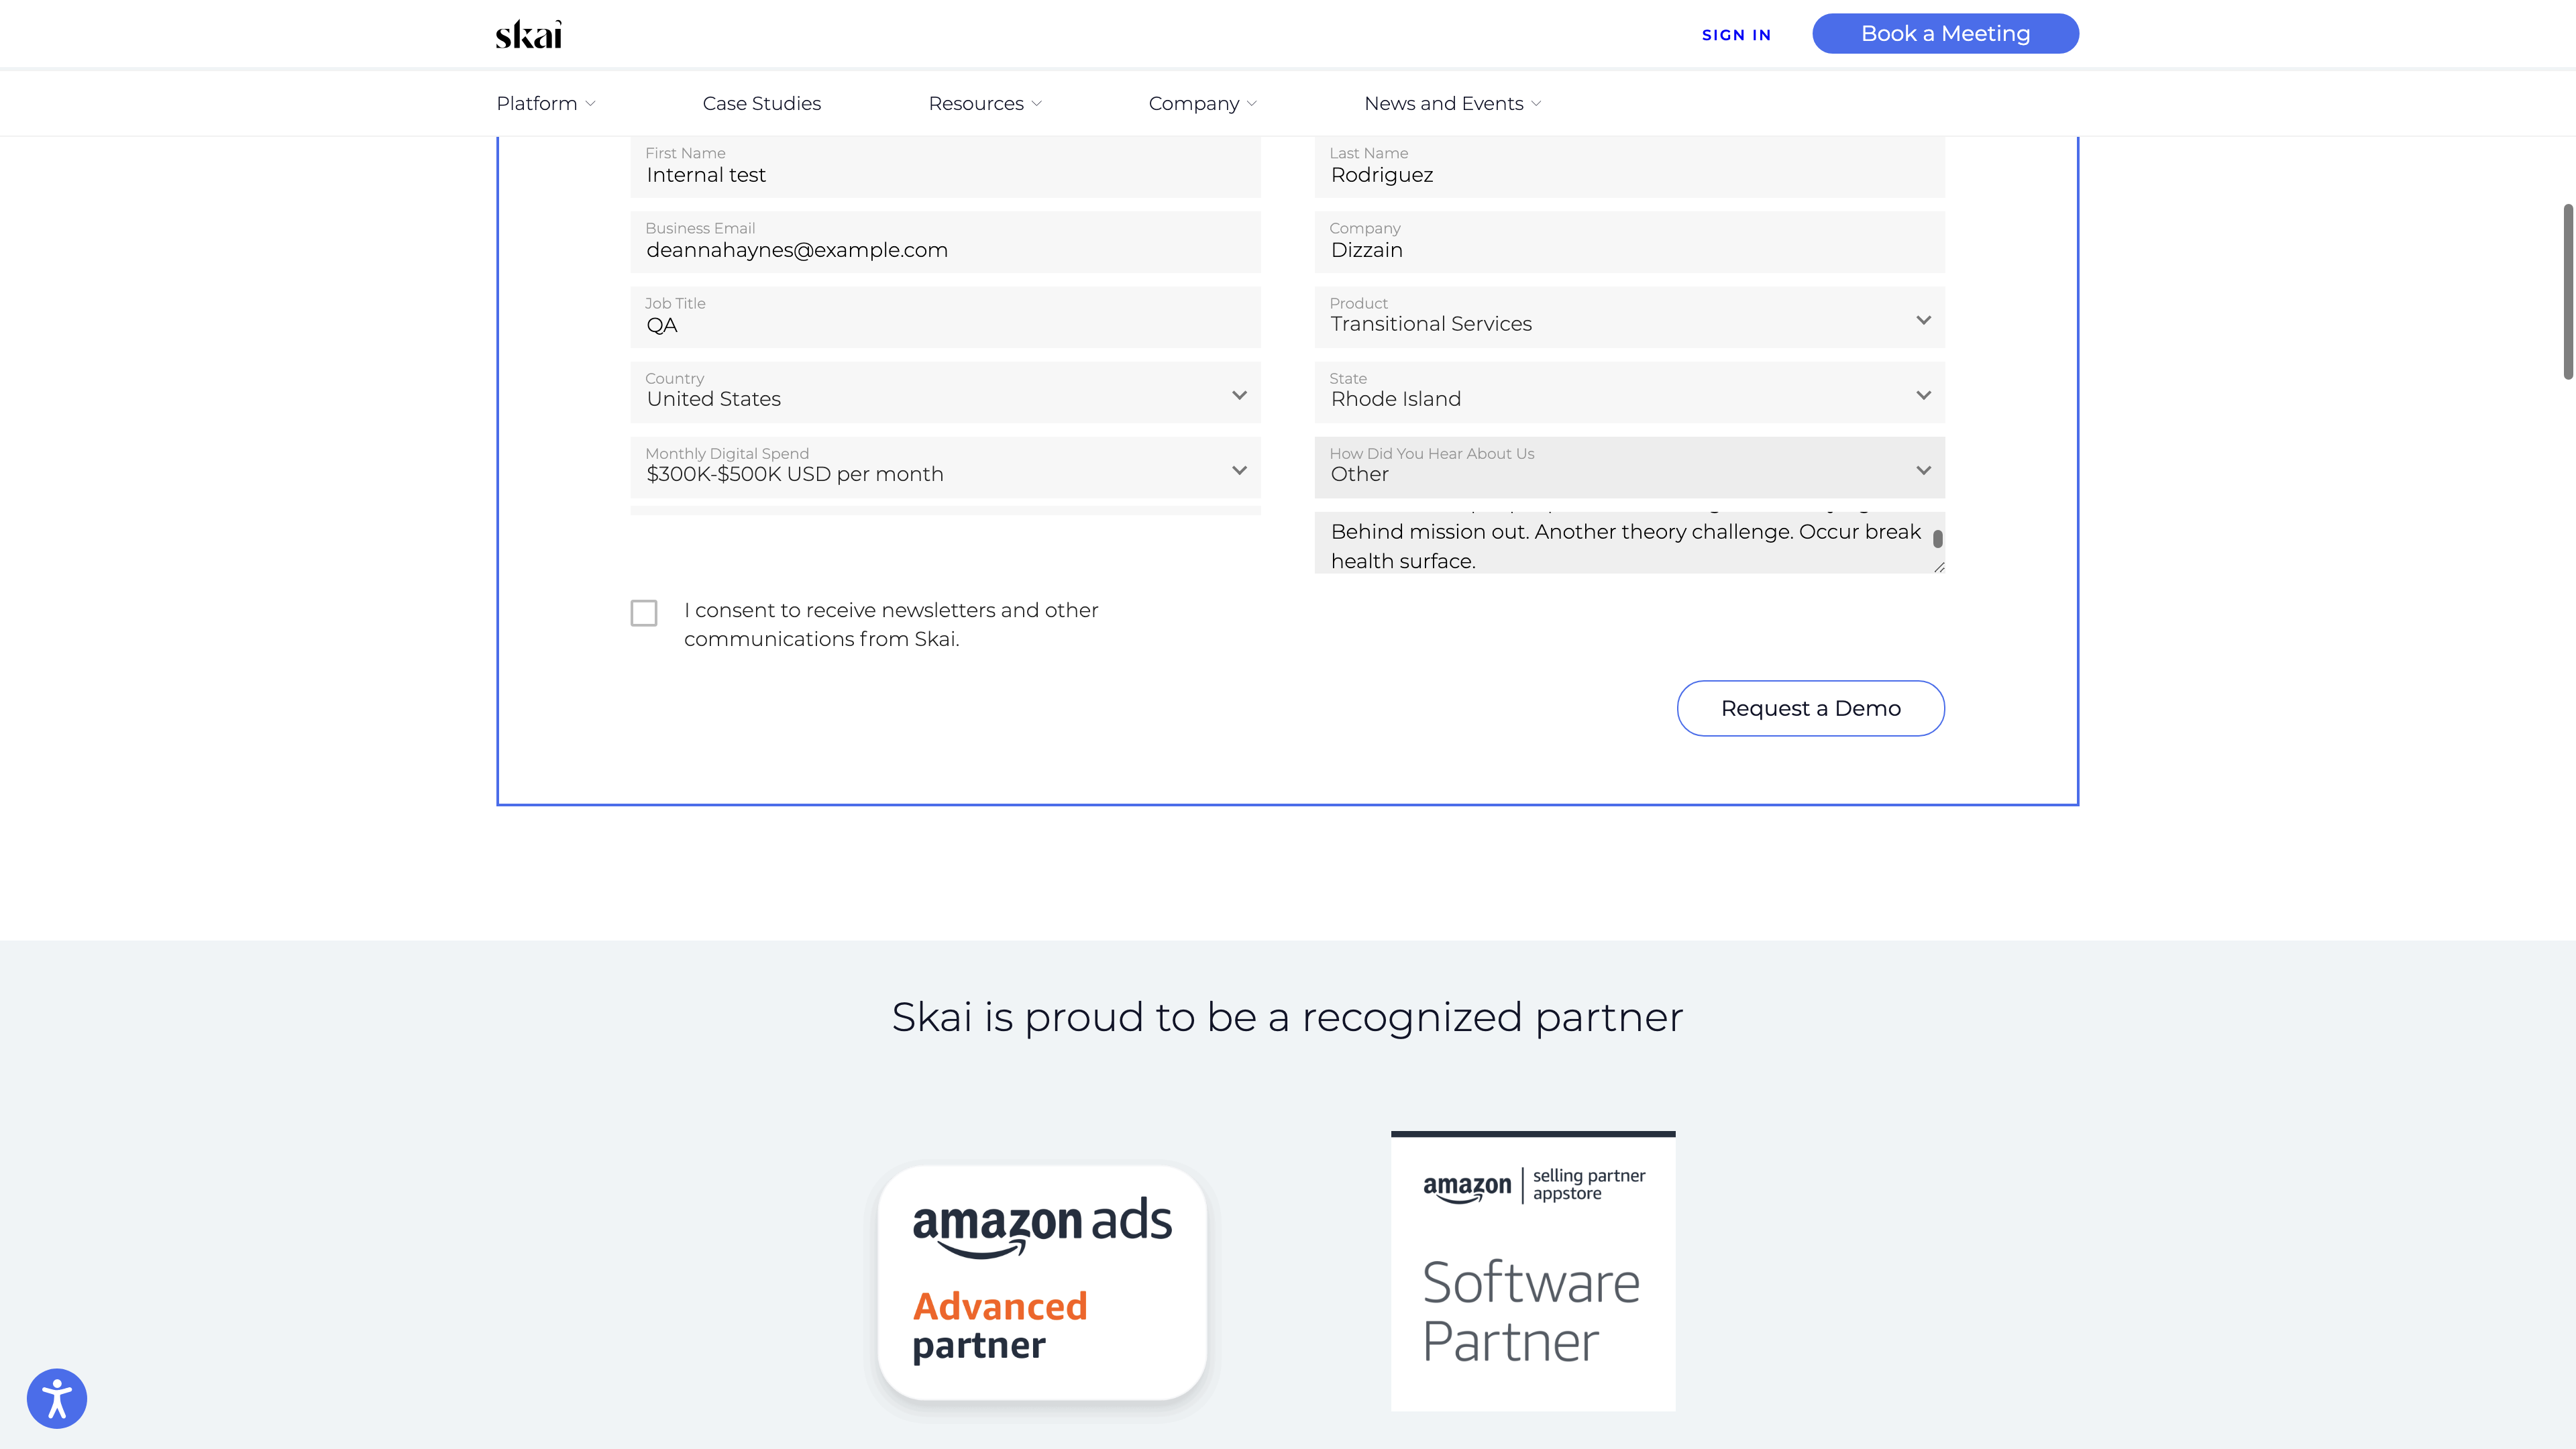 skai
SIGN IN
Book a Meeting
Platform
Case Studies
Resources
Company
News and Events
First Name
Internal test
Last Name
Rodriguez
Business Email
deannahaynes@example.com
Company
Dizzain
Job Title
QA
Product
Transitional Services
Country
United States
State
Rhode Island
Monthly Digital Spend
$300K-$500K USD per month
How Did You Hear About Us
Other
Behind mission out. Another theory challenge. Occur break
health surface.
I consent to receive newsletters and other
communications from Skai.
Request a Demo
Skai is proud to be a recognized partner
amazon ads
Advanced
partner
amazon | selling partner
appstore
Software
Partner